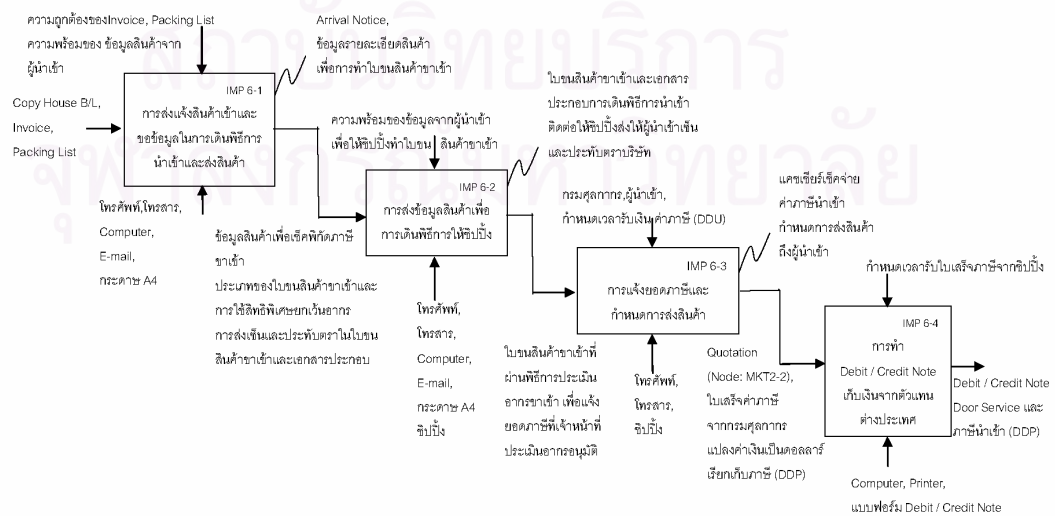 สถาบันวิทยบริการ
จุฬาลงกรณ์มหาวิทยาลัย
ความถูกต้องของInvoice, Packing List
ความพร้อมของ ข้อมูลสินค้าจาก
ผู้นำเข้า
Arrival Notice,
ข้อมูลรายละเอียดสินค้า
เพื่อการทำใบขนสินค้าขาเข้า
Copy House B/L,
Invoice,
Packing List
IMP 6-1
การส่งแจ้งสินค้าเข้าและ
ขอข้อมูลในการเดินพิธีการ
นำเข้าและส่งสินค้า
โทรศัพท์,โทรสาร,
Computer,
E-mail,
กระดาษ A4
ความพร้อมของข้อมูลจากผู้นำเข้า
เพื่อให้ชิปปิ้งทำใบขน สินค้าขาเข้า
ใบขนสินค้าขาเข้าและเอกสาร
ประกอบการเดินพิธีการนำเข้า
ติดต่อให้ชิปปิ้งส่งให้ผู้นำเข้าเซ็น
และประทับตราบริษัท
ข้อมูลสินค้าเพื่อเช็คพิกัดภาษี
ขาเข้า
ประเภทของใบขนสินค้าขาเข้าและ
การใช้สิทธิพิเศษยกเว้นอากร
การส่งเซ็นและประทับตราในใบขน
สินค้าขาเข้าและเอกสารประกอบ
IMP 6-2
การส่งข้อมูลสินค้าเพื่อ
การเดินพิธีการให้ชิปปิ้ง
โทรศัพท์,
โทรสาร,
Computer,
E-mail,
กระดาษ A4
ชิปปิ้ง
กรมศุลกากร,ผู้นำเข้า,
กำหนดเวลารับเงินค่าภาษี (DDU)
แคชเชียร์เช็คจ่าย
ค่าภาษีนำเข้า
กำหนดการส่งสินค้า
ถึงผู้นำเข้า
ใบขนสินค้าขาเข้าที่
ผ่านพิธีการประเมิน
อากรขาเข้า เพื่อแจ้ง
ยอดภาษีที่เจ้าหน้าที่
ประเมินอากรอนุมัติ
IMP 6-3
การแจ้งยอดภาษีและ
กำหนดการส่งสินค้า
โทรศัพท์,
โทรสาร,
ชิปปิ้ง
กำหนดเวลารับใบเสร็จภาษีจากชิปปิ้ง
Quotation
(Node: MKT2-2),
ใบเสร็จค่าภาษี
จากกรมศุลกากร
แปลงค่าเงินเป็นดอลลาร์
เรียกเก็บภาษี (DDP)
IMP 6-4
การทำ
Debit / Credit Note
เก็บเงินจากตัวแทน
ต่างประเทศ
Debit / Credit Note
Door Service และ
ภาษีนำเข้า (DDP)
Computer, Printer,
แบบฟอร์ม Debit / Credit Note